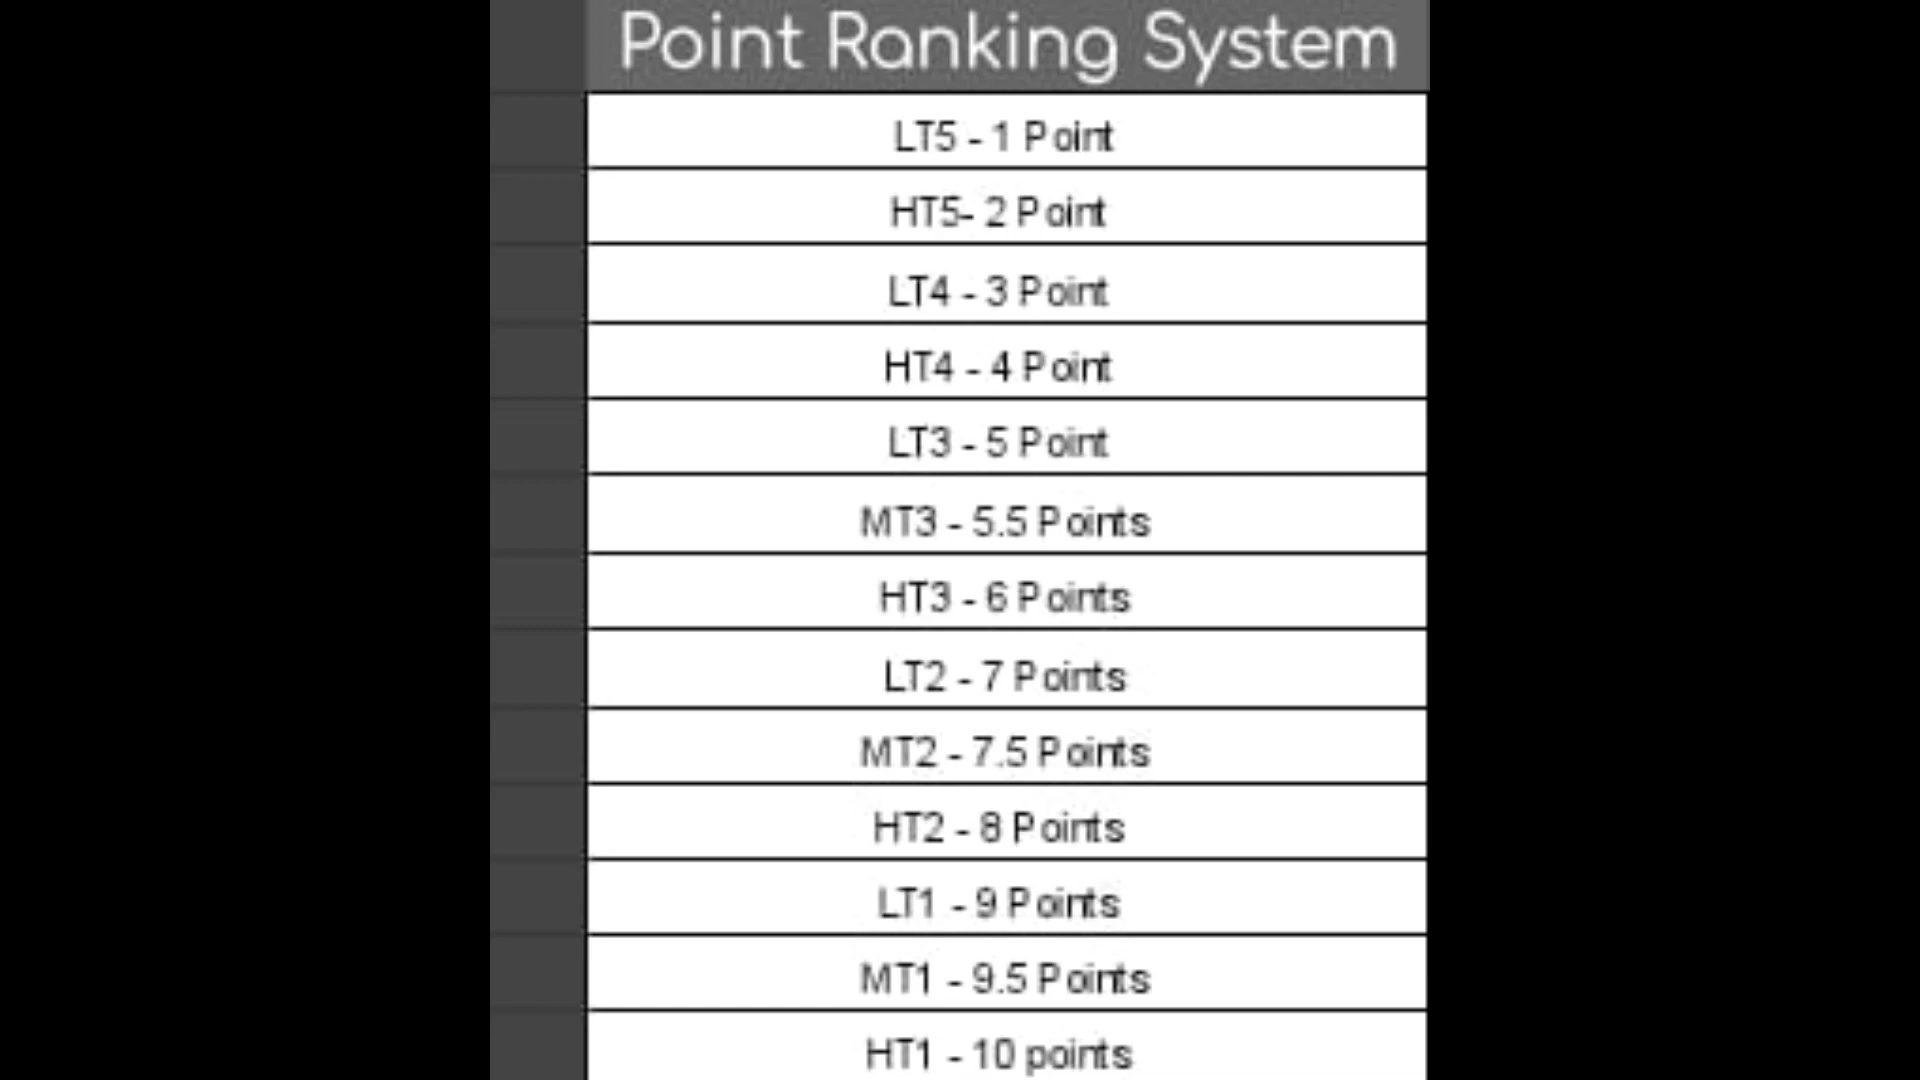 Point Ranking System
LT5 - 1 Point
HT5- 2 Point
LT4 - 3 Point
HT4 - 4 Point
LT3 - 5 Point
MT3 - 5.5 Points
HT3 - 6 Points
LT2 - 7 Points
MT2 - 7.5 Points
HT2 - 8 Points
LT1 - 9 Points
MT1 - 9.5 Points
HT1 - 10 points